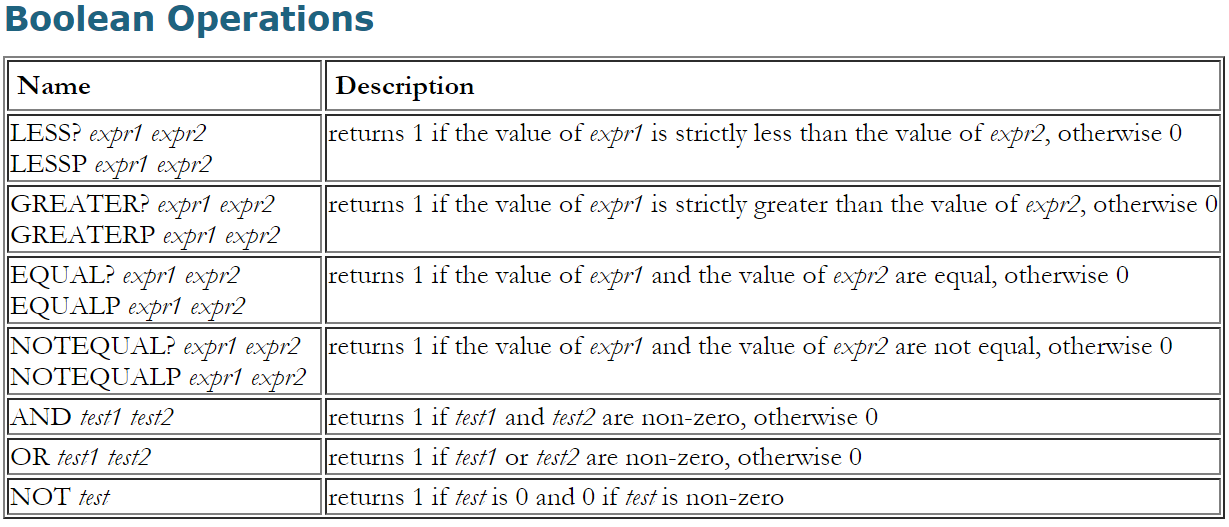 Boolean Operations
Name Description
LESS? expr1 expr2 returns 1 if the value of expr1 is strictly less than the value of expr2, otherwise 0
LESSP expr1 expr2
GREATER? expr1 expr2 returns 1 if the value of expr1 is strictly greater than the value of expr2, otherwise 0
GREATERP expr1 expr2
EQUAL? expr1 expr2 returns 1 if the value of expr1 and the value of expr2 are equal, otherwise 0
EQUALP expr1 expr2
NOTEQUAL? expr1 expr2 returns 1 if the value of expr1 and the value of expr2 are not equal, otherwise 0
NOTEQUALP expr1 expr2
AND test1 test2 returns 1 if test1 and test2 are non-zero, otherwise 0
OR test1 test2 returns 1 if test1 or test2 are non-zero, otherwise 0
NOT test returns 1 if test is 0 and 0 if test is non-zero